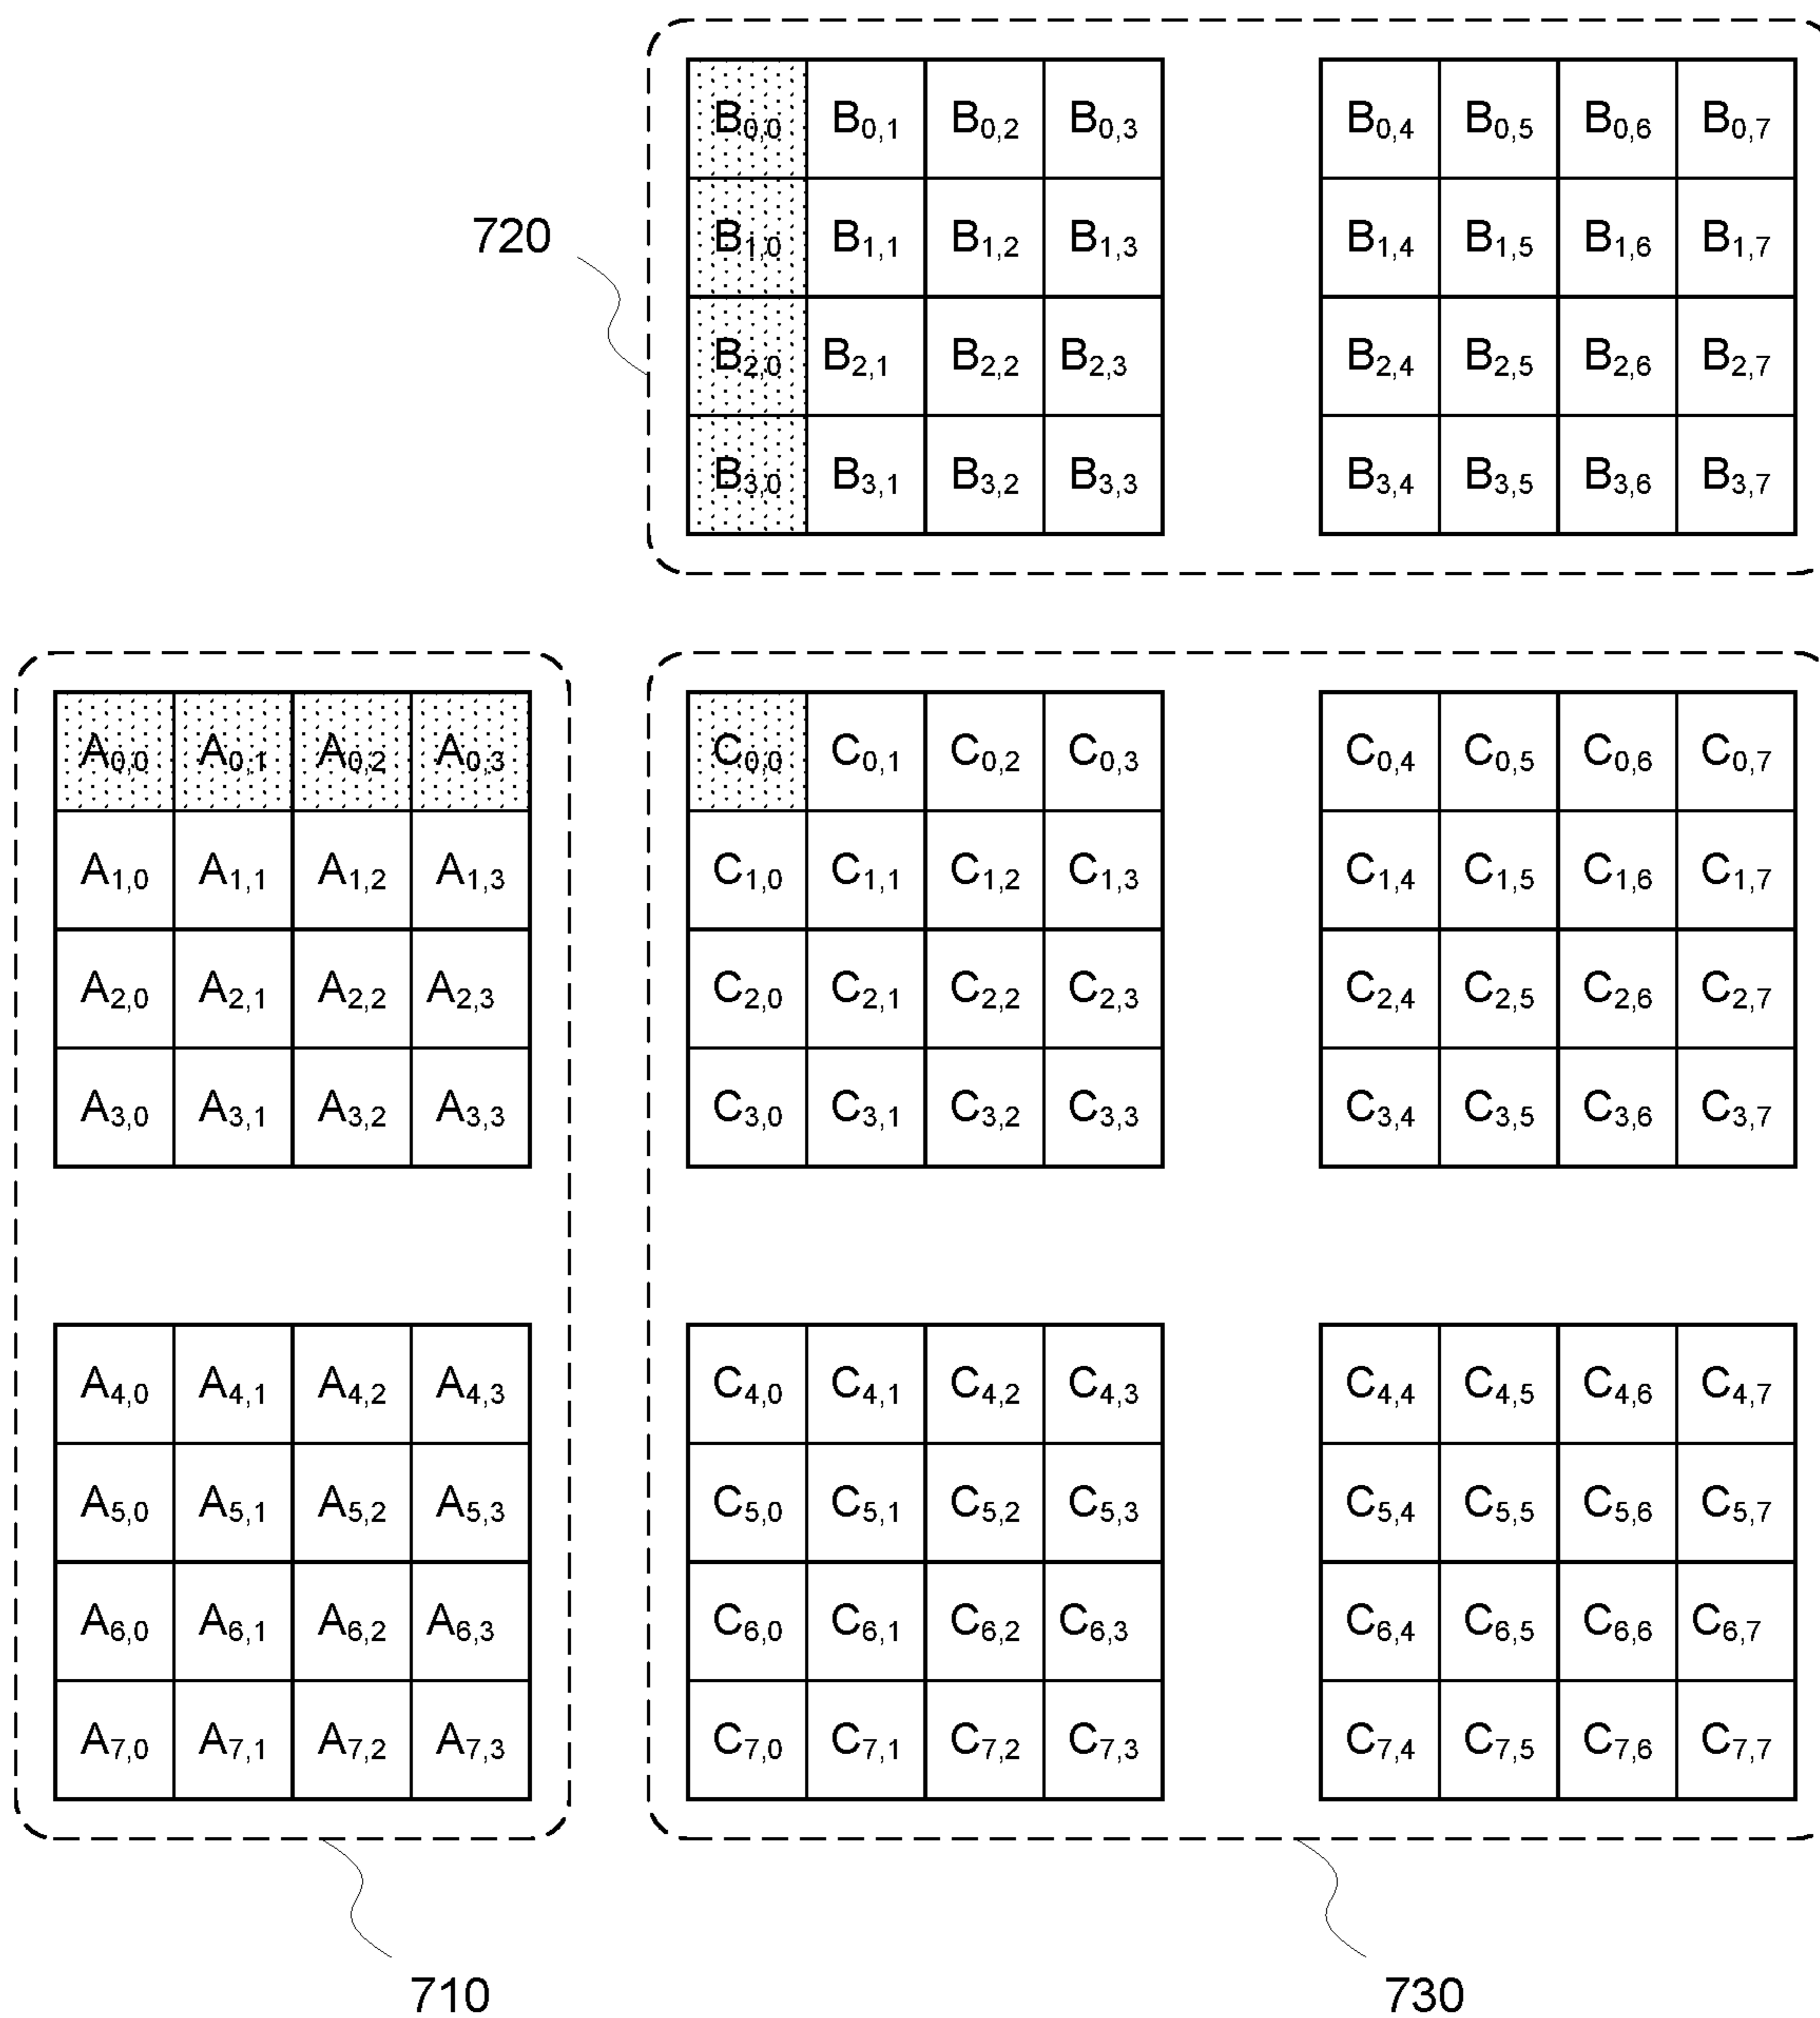 B0,0 B0,1 B0,2 B0,3 B0,4 B0,5 B0,6 B0,7
720
B1,0 B1,1 B1,2 B1,3 B1,4 B1,5 B1,6 B1,7
B2,0 B2,1 B2,2 B2,3 B2,4 B2,5 B2,6 B2,7
B3,0 B3,1 B3,2 B3,3 B3,4 B3,5 B3,6 B3,7
A0,0 A0,1 A0,2 A0,3 C0,0 C0,1 C0,2 C0,3 C0,4 C0,5 C0,6 C0,7
A1,0 A1,1 A1,2 A1,3 C1,0 C1,1 C1,2 C1,3 C1,4 C1,5 C1,6 C1,7
A2,0 A2,1 A2,2 A2,3 C2,0 C2,1 C2,2 C2,3 C2,4 C2,5 C2,6 C2,7
A3,0 A3,1 A3,2 A3,3 C3,0 C3,1 C3,2 C3,3 C3,4 C3,5 C3,6 C3,7
A4,0 A4,1 A4,2 A4,3 C4,0 C4,1 C4,2 C4,3 C4,4 C4,5 C4,6 C4,7
A5,0 A5,1 A5,2 A5,3 C5,0 C5,1 C5,2 C5,3 C5,4 C5,5 C5,6 C5,7
A6,0 A6,1 A6,2 A6,3 C6,0 C6,1 C6,2 C6,3 C6,4 C6,5 C6,6 C6,7
A7,0 A7,1 A7,2 A7,3 C7,0 C7,1 C7,2 C7,3 C7,4 C7,5 C7,6 C7,7
710 730